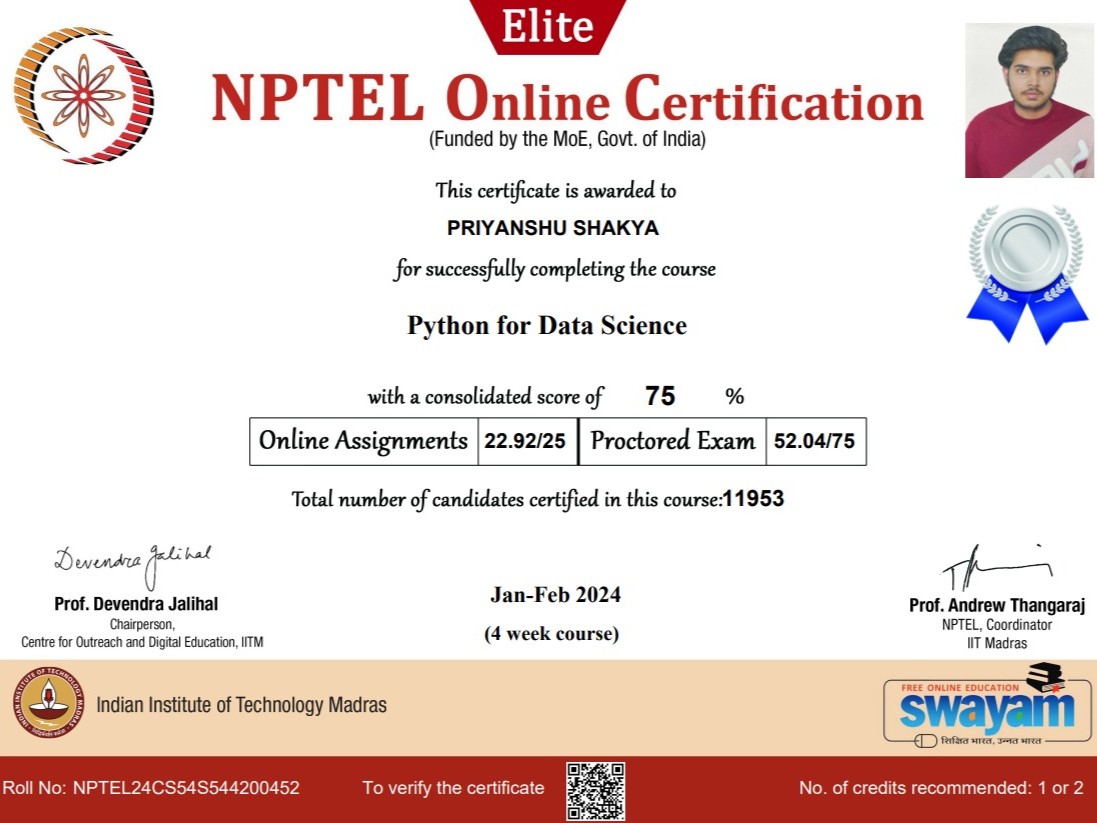 Elite
NPTEL Online Certification
(Funded by the MoE, Govt. of India)
This certificate is awarded to
PRIYANSHU SHAKYA
for successfully completing the course
Python for Data Science
with a consolidated score of 75 %
Online Assignments 22.92/25 Proctored Exam 52.04/75
Total number of candidates certified in this course:11953
Devendra Jalihal
Prof. Devendra Jalihal
Chairperson,
Centre for Outreach and Digital Education, IITM
Jan-Feb 2024
(4 week course)
Prof. Andrew Thangaraj
NPTEL, Coordinator
IIT Madras
INDIAN INSTITUTE OF TECHNOLOGY MADRAS
Indian Institute of Technology Madras
FREE ONLINE EDUCATION
swayam
शिक्षित भारत, उन्नत भारत
Roll No: NPTEL24CS54S544200452
To verify the certificate
No. of credits recommended: 1 or 2